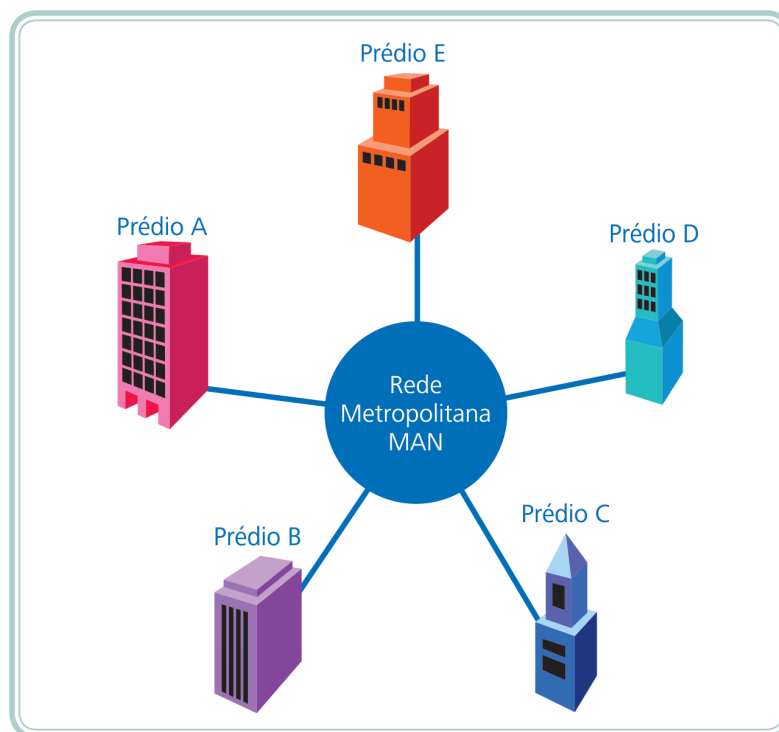 Prédio E
Prédio A
Prédio D
Rede
Metropolitana
MAN
Prédio B
Prédio C